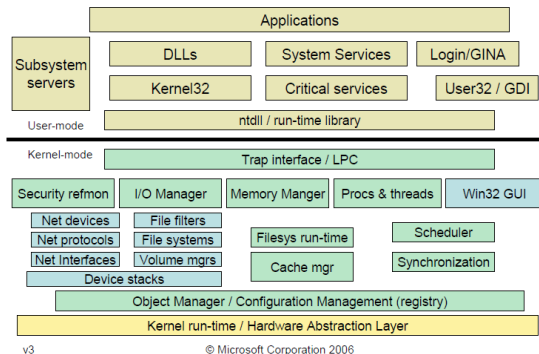 Applications
Subsystem
servers
DLLs
System Services
Login/GINA
Kernel32
Critical services
User32 / GDI
User-mode
ntdll / run-time library
Kernel-mode
Trap interface / LPC
Security refmon
I/O Manager
Memory Manger
Procs & threads
Win32 GUI
Net devices
File filters
Net protocols
File systems
Net Interfaces
Volume mgrs
Device stacks
Filesys run-time
Cache mgr
Scheduler
Synchronization
Object Manager / Configuration Management (registry)
Kernel run-time / Hardware Abstraction Layer
v3
© Microsoft Corporation 2006